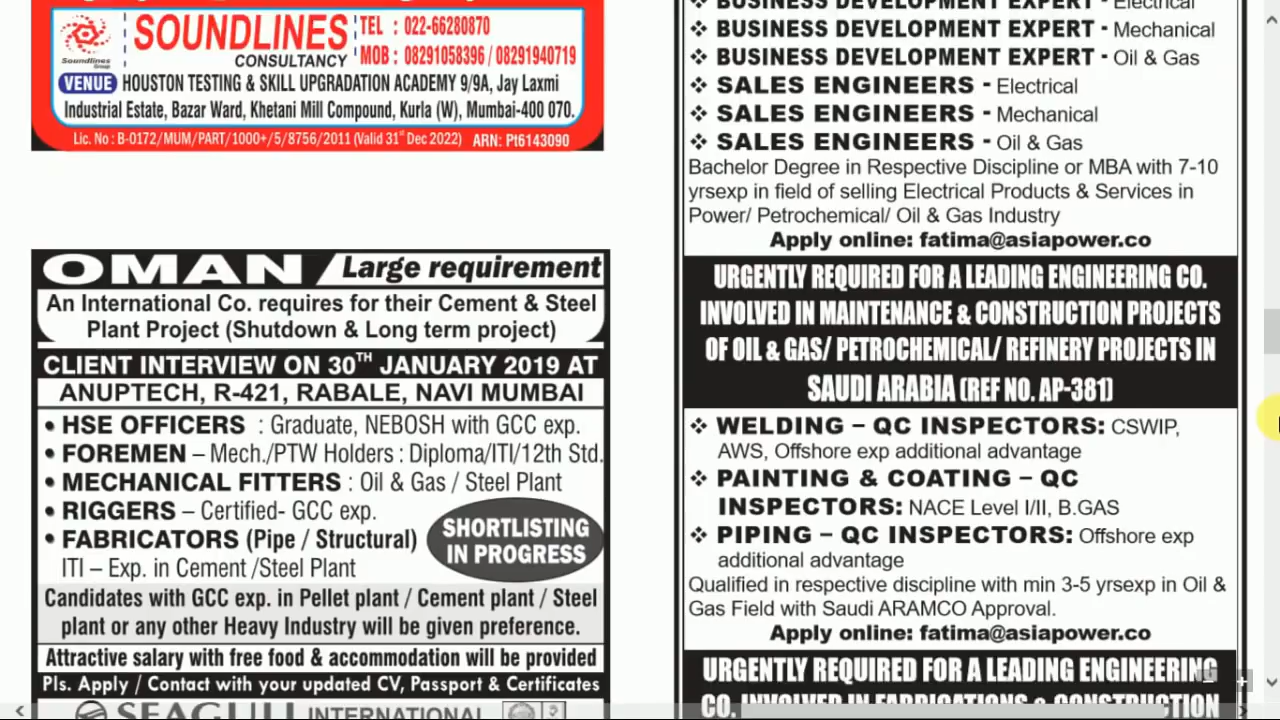 SOUNDLINES
CONSULTANCY
Soundlines
Group
TEL : 022-66280870
MOB : 08291058396 / 08291940719
VENUE HOUSTON TESTING & SKILL UPGRADATION ACADEMY 9/9A, Jay Laxmi
Industrial Estate, Bazar Ward, Khetani Mill Compound, Kurla (W), Mumbai-400 070.
Lic. No : B-0172/MUM/PART/1000+/5/8756/2011 (Valid 31st Dec 2022) ARN: Pt6143090
OMAN Large requirement
An International Co. requires for their Cement & Steel
Plant Project (Shutdown & Long term project)
CLIENT INTERVIEW ON 30TH JANUARY 2019 AT
ANUPTECH, R-421, RABALE, NAVI MUMBAI
• HSE OFFICERS : Graduate, NEBOSH with GCC exp.
• FOREMEN – Mech./PTW Holders : Diploma/ITI/12th Std.
• MECHANICAL FITTERS : Oil & Gas / Steel Plant
• RIGGERS – Certified- GCC exp.
• FABRICATORS (Pipe / Structural)
ITI – Exp. in Cement /Steel Plant
SHORTLISTING
IN PROGRESS
Candidates with GCC exp. in Pellet plant / Cement plant / Steel
plant or any other Heavy Industry will be given preference.
Attractive salary with free food & accommodation will be provided
Pls. Apply / Contact with your updated CV, Passport & Certificates
SEAGULL INTERNATIONAL
❖ BUSINESS DEVELOPMENT EXPERT - Electrical
❖ BUSINESS DEVELOPMENT EXPERT - Mechanical
❖ BUSINESS DEVELOPMENT EXPERT - Oil & Gas
❖ SALES ENGINEERS - Electrical
❖ SALES ENGINEERS - Mechanical
❖ SALES ENGINEERS - Oil & Gas
Bachelor Degree in Respective Discipline or MBA with 7-10
yrsexp in field of selling Electrical Products & Services in
Power/ Petrochemical/ Oil & Gas Industry
Apply online: fatima@asiapower.co
URGENTLY REQUIRED FOR A LEADING ENGINEERING CO.
INVOLVED IN MAINTENANCE & CONSTRUCTION PROJECTS
OF OIL & GAS/ PETROCHEMICAL/ REFINERY PROJECTS IN
SAUDI ARABIA (REF NO. AP-381)
❖ WELDING – QC INSPECTORS: CSWIP,
AWS, Offshore exp additional advantage
❖ PAINTING & COATING – QC
INSPECTORS: NACE Level I/II, B.GAS
❖ PIPING – QC INSPECTORS: Offshore exp
additional advantage
Qualified in respective discipline with min 3-5 yrsexp in Oil &
Gas Field with Saudi ARAMCO Approval.
Apply online: fatima@asiapower.co
URGENTLY REQUIRED FOR A LEADING ENGINEERING
CO. INVOLVED IN FABRICATIONS & CONSTRUCTION